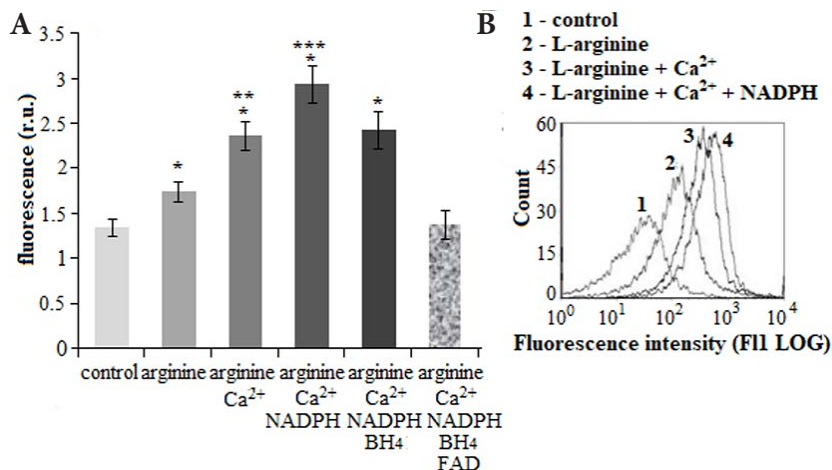 A
3.5
3
2.5
2
1.5
1
0.5
0
fluorescence (r.u.)
*
**
*
***
*
*
control arginine arginine arginine arginine arginine
Ca2+ Ca2+ Ca2+ Ca2+
NADPH NADPH NADPH
BH4 BH4
FAD
B
1 - control
2 - L-arginine
3 - L-arginine + Ca2+
4 - L-arginine + Ca2+ + NADPH
60
45
30
15
0
Count
1
2
3
4
10^0 10^1 10^2 10^3 10^4
Fluorescence intensity (Fl1 LOG)